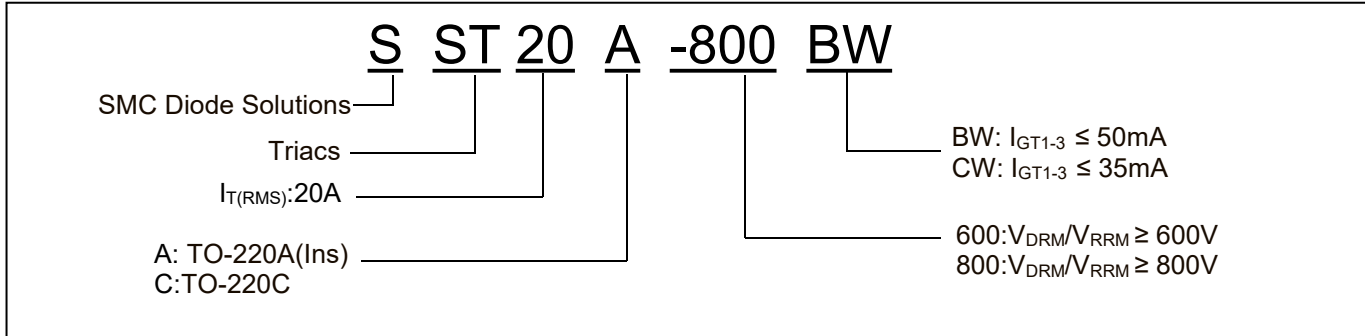 S ST 20 A -800 BW
SMC Diode Solutions
Triacs
IT(RMS):20A
A: TO-220A(Ins)
C:TO-220C
BW: IGT1-3 ≤ 50mA
CW: IGT1-3 ≤ 35mA
600:VDRM/VRRM ≥ 600V
800:VDRM/VRRM ≥ 800V